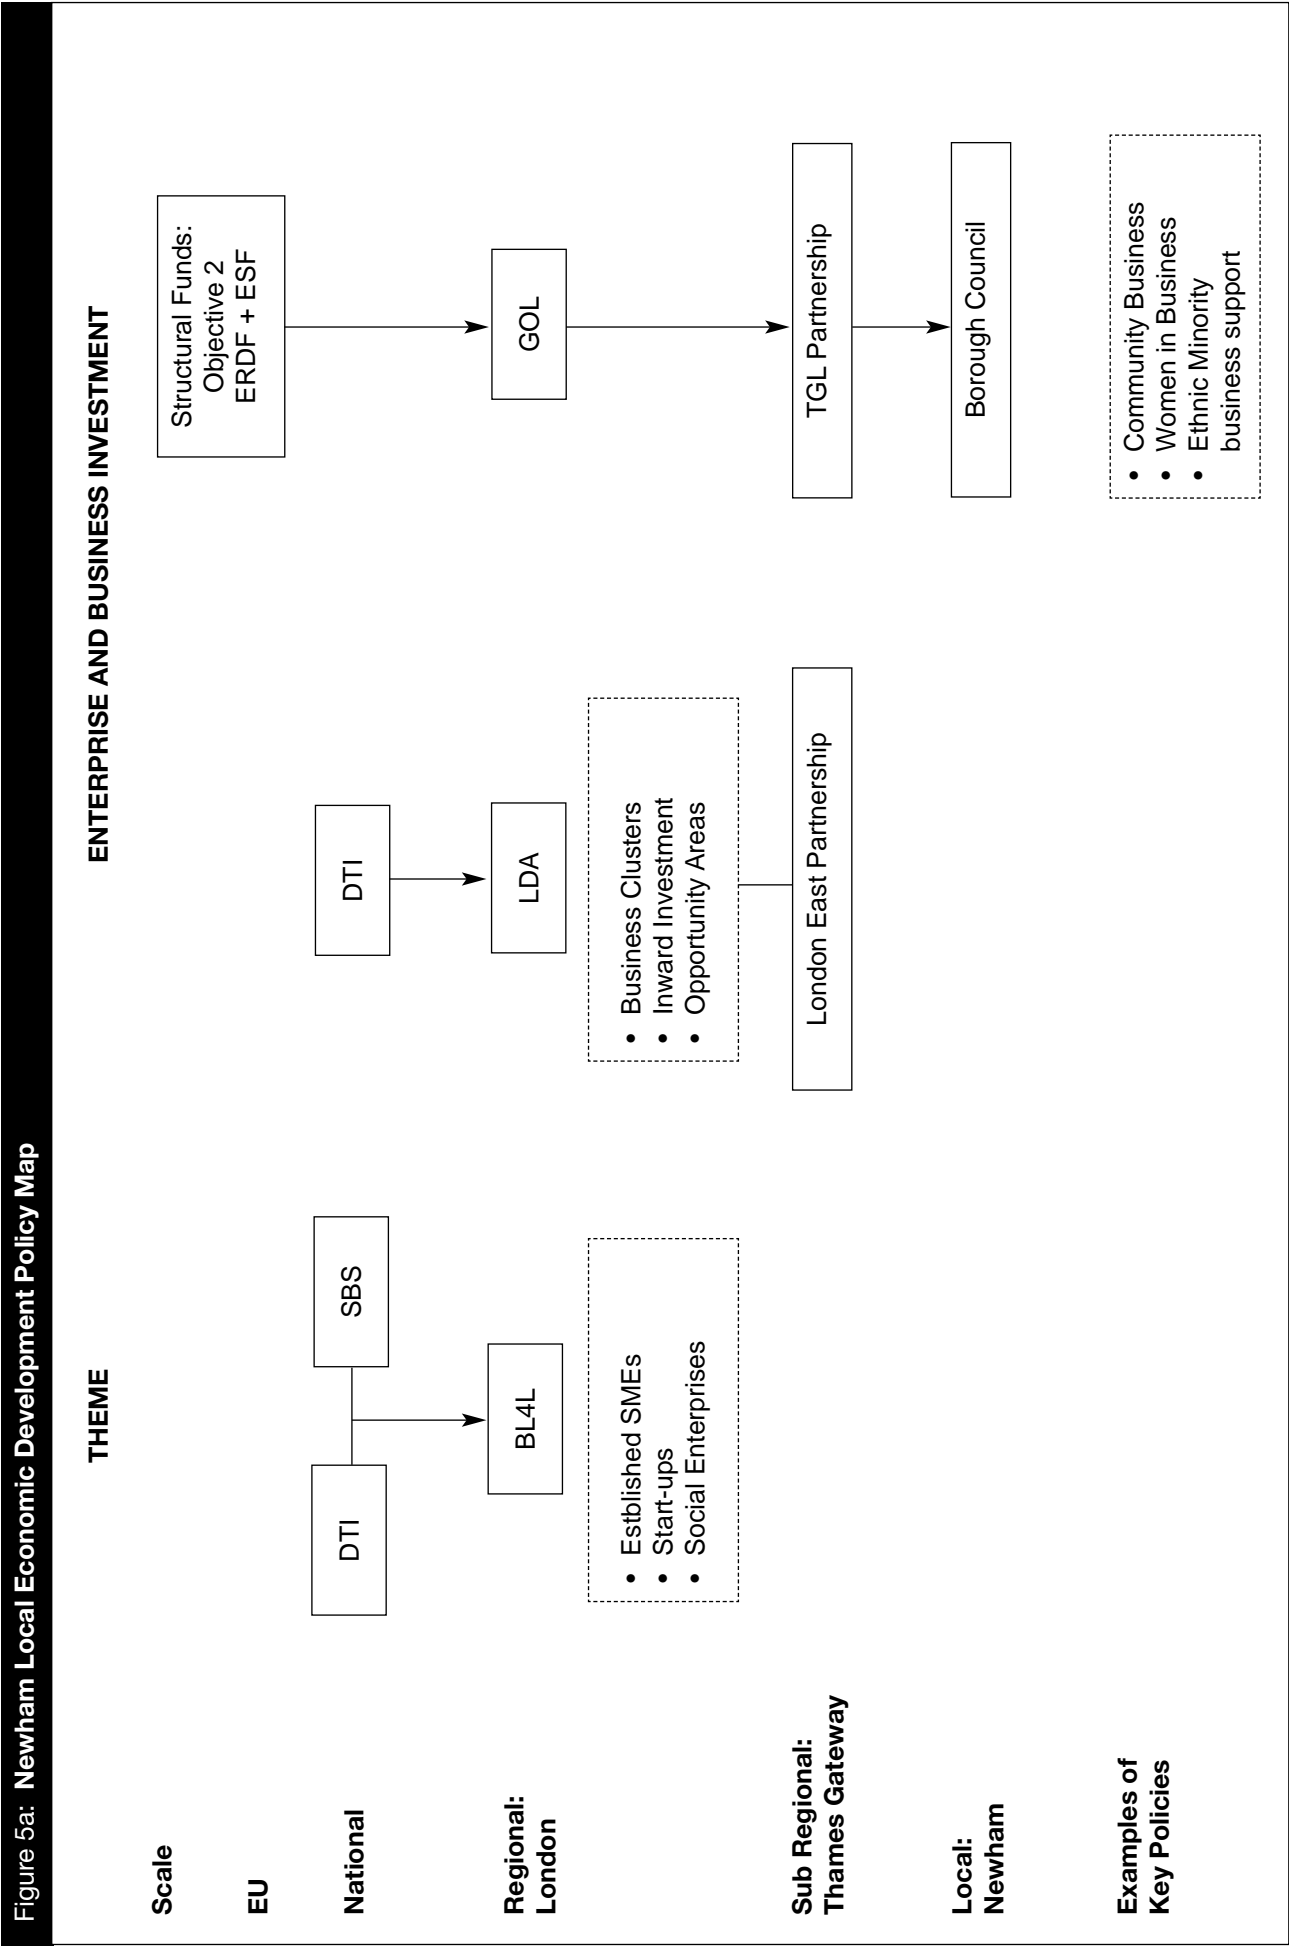 Figure 5a: Newham Local Economic Development Policy Map
THEME
ENTERPRISE AND BUSINESS INVESTMENT
Scale
EU
Structural Funds:
Objective 2
ERDF + ESF
National
DTI
SBS
DTI
Regional:
London
BL4L
LDA
GOL
• Estblished SMEs
• Start-ups
• Social Enterprises
• Business Clusters
• Inward Investment
• Opportunity Areas
Sub Regional:
Thames Gateway
London East Partnership
TGL Partnership
Local:
Newham
Borough Council
Examples of
Key Policies
• Community Business
• Women in Business
• Ethnic Minority
business support